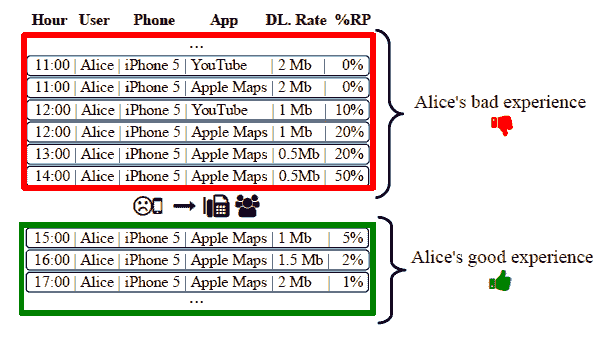 Hour User Phone App DL. Rate %RP
...
11:00 | Alice | iPhone 5 | YouTube | 2 Mb | 0%
11:00 | Alice | iPhone 5 | Apple Maps | 2 Mb | 0%
12:00 | Alice | iPhone 5 | YouTube | 1 Mb | 10%
12:00 | Alice | iPhone 5 | Apple Maps | 1 Mb | 20%
13:00 | Alice | iPhone 5 | Apple Maps | 0.5Mb | 20%
14:00 | Alice | iPhone 5 | Apple Maps | 0.5Mb | 50%
Alice's bad experience
15:00 | Alice | iPhone 5 | Apple Maps | 1 Mb | 5%
16:00 | Alice | iPhone 5 | Apple Maps | 1.5 Mb | 2%
17:00 | Alice | iPhone 5 | Apple Maps | 2 Mb | 1%
...
Alice's good experience